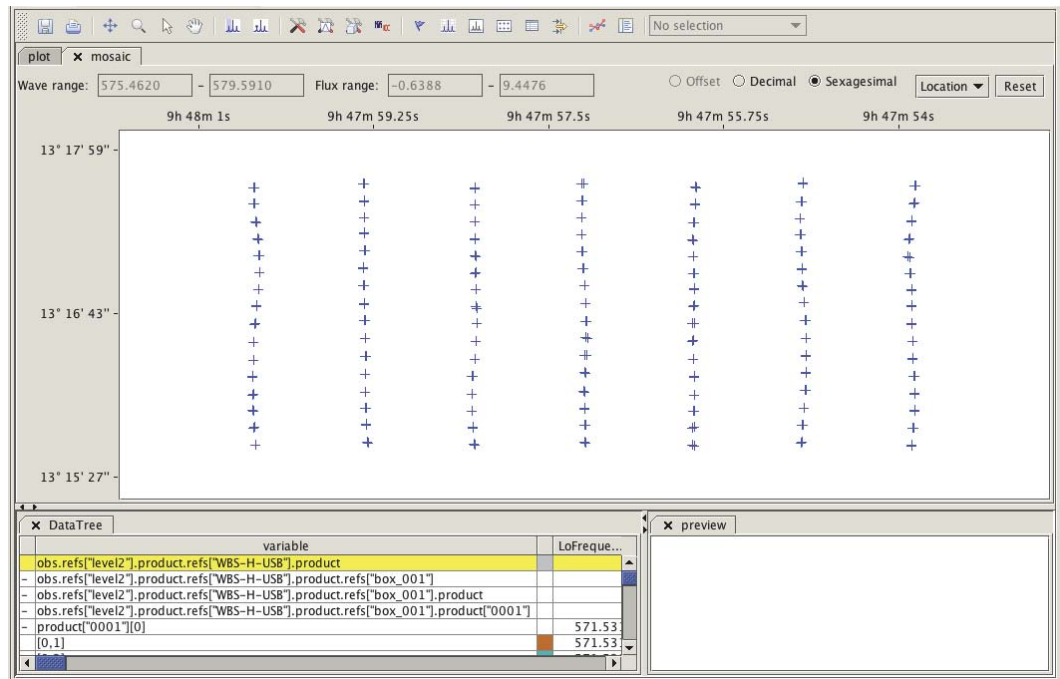 No selection
plot × mosaic
Wave range: 575.4620 - 579.5910 Flux range: -0.6388 - 9.4476 Offset Decimal Sexagesimal Location Reset
9h 48m 1s 9h 47m 59.25s 9h 47m 57.5s 9h 47m 55.75s 9h 47m 54s
13° 17' 59"
13° 16' 43"
13° 15' 27"
× DataTree × preview
variable LoFreque...
obs.refs["level2"].product.refs["WBS-H-USB"].product
- obs.refs["level2"].product.refs["WBS-H-USB"].product.refs["box_001"]
- obs.refs["level2"].product.refs["WBS-H-USB"].product.refs["box_001"].product
- obs.refs["level2"].product.refs["WBS-H-USB"].product.refs["box_001"].product["0001"]
- product["0001"][0] 571.531
[0,1] 571.531